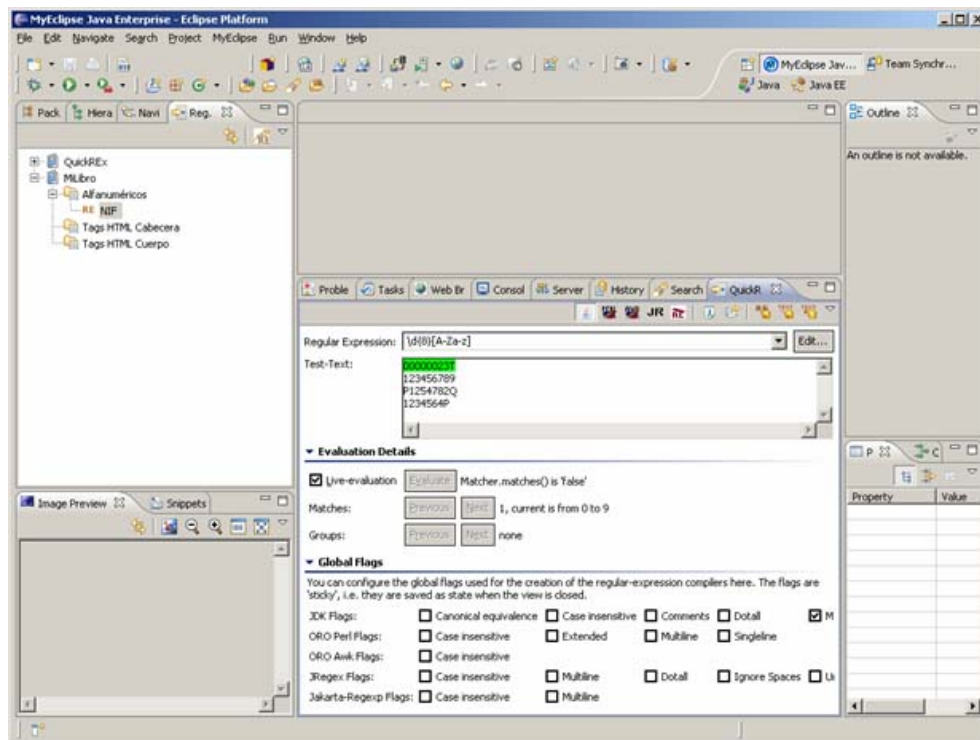 MyEclipse Java Enterprise - Eclipse Platform
File Edit Navigate Search Project MyEclipse Run Window Help
MyEclipse Jav... Team Synchr...
Java Java EE
Pack Hiera Navi Reg.
QuickREx
MiLibro
Alfanuméricos
RE NIF
Tags HTML Cabecera
Tags HTML Cuerpo
Outline
An outline is not available.
Proble Tasks Web Br Consol Server History Search QuickR
JR
Regular Expression: \d{8}[A-Za-z] Edit...
Test-Text: 00000023T
123456789
P1254782Q
1234564P
Evaluation Details
Live-evaluation Evaluate Matcher.matches() is 'false'
Matches: Previous Next 1, current is from 0 to 9
Groups: Previous Next none
Global Flags
You can configure the global flags used for the creation of the regular-expression compilers here. The flags are
'sticky', i.e. they are saved as state when the view is closed.
JDK Flags: Canonical equivalence Case insensitive Comments Dotall M
ORO Perl Flags: Case insensitive Extended Multiline Singleline
ORO Awk Flags: Case insensitive
JRegex Flags: Case insensitive Multiline Dotall Ignore Spaces
Jakarta-Regexp Flags: Case insensitive Multiline
Image Preview Snippets
P C
Property Value